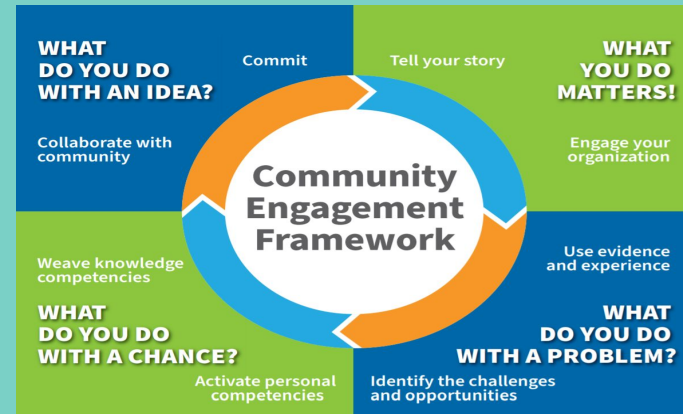 WHAT
DO YOU DO
WITH AN IDEA?
Commit
Collaborate with
community
Tell your story
WHAT
YOU DO
MATTERS!
Engage your
organization
Community
Engagement
Framework
Weave knowledge
competencies
WHAT
DO YOU DO
WITH A CHANCE?
Activate personal
competencies
Use evidence
and experience
WHAT
DO YOU DO
WITH A PROBLEM?
Identify the challenges
and opportunities